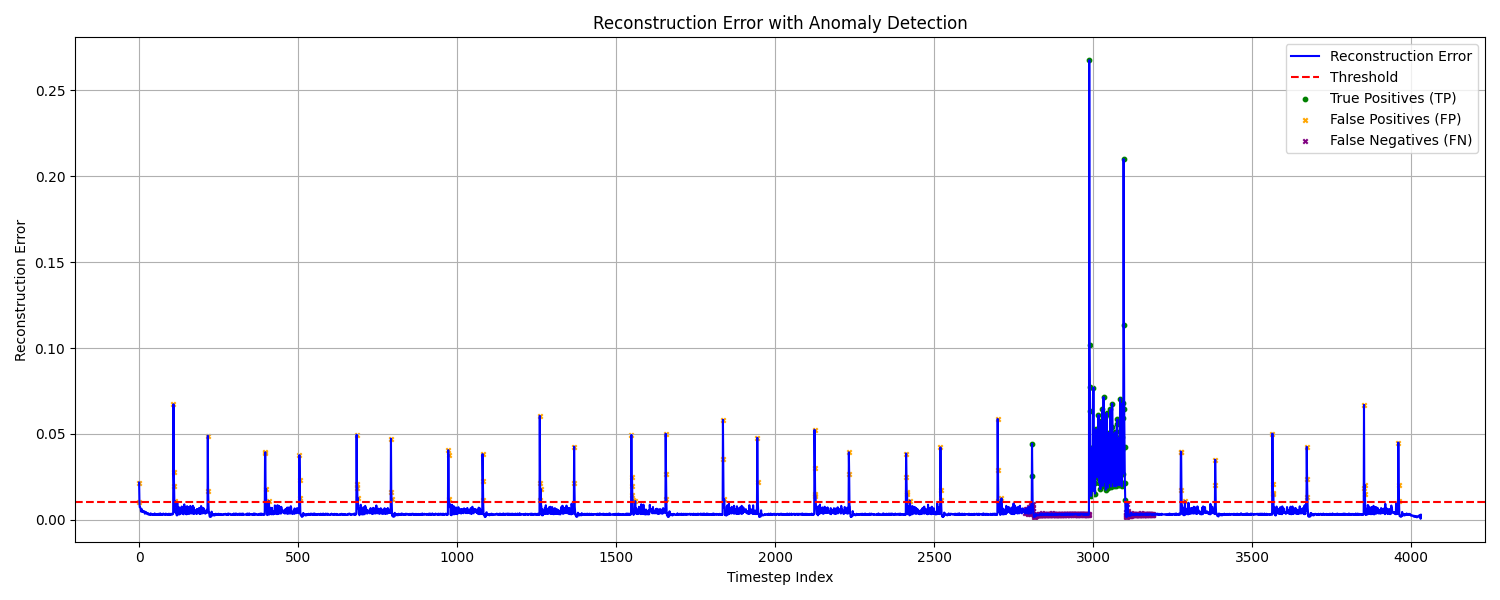 Reconstruction Error with Anomaly Detection
Reconstruction Error
Threshold
True Positives (TP)
False Positives (FP)
False Negatives (FN)
0.25
0.20
0.15
0.10
0.05
0.00
Reconstruction Error
0 500 1000 1500 2000 2500 3000 3500 4000
Timestep Index